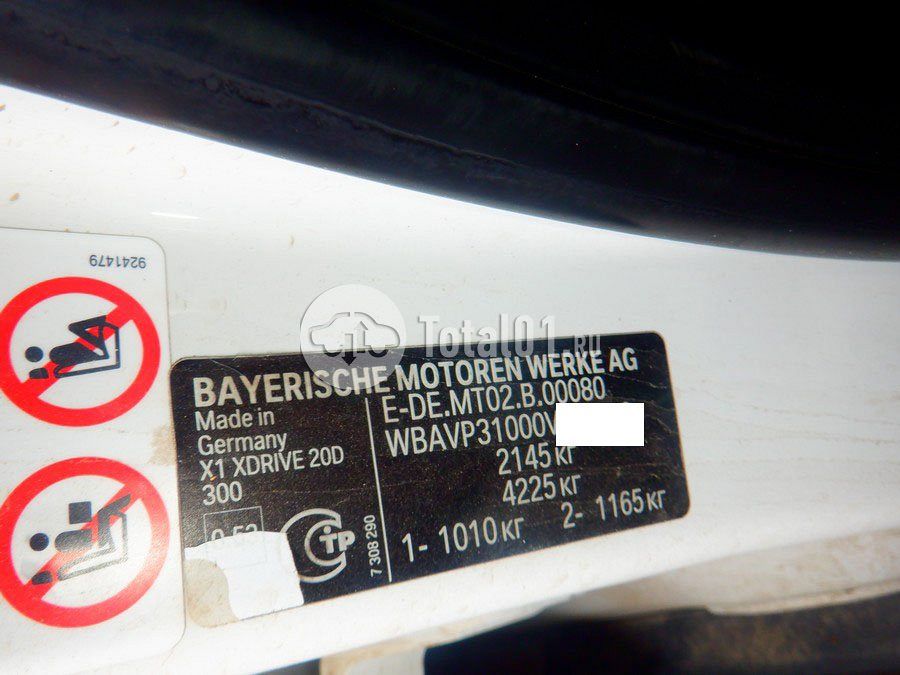 9241479
Total01.RU
BAYERISCHE MOTOREN WERKE AG
Made in
Germany
X1 XDRIVE 20D
300
E-DE.MT02.B.00080
WBAVP31000V
2145 кг
4225 кг
1- 1010 кг 2- 1165 кг
7 308 290